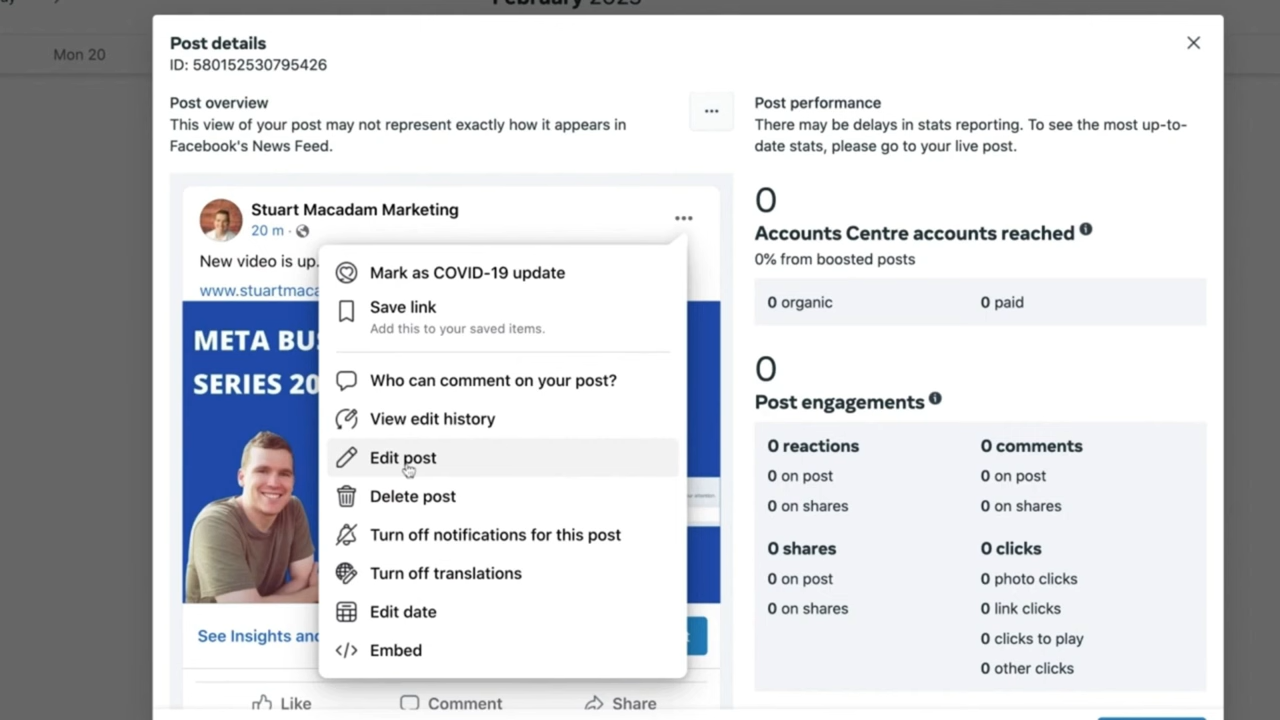 February 2023
Mon 20
Post details
ID: 580152530795426
Post overview
This view of your post may not represent exactly how it appears in
Facebook's News Feed.
...
Stuart Macadam Marketing
20 m ·
New video is up.
www.stuartmaca
META BU
SERIES 20
Mark as COVID-19 update
Save link
Add this to your saved items.
Who can comment on your post?
View edit history
Edit post
Delete post
Turn off notifications for this post
Turn off translations
Edit date
Embed
See Insights and
Like
Comment
Share
Post performance
There may be delays in stats reporting. To see the most up-to-
date stats, please go to your live post.
0
Accounts Centre accounts reached
0% from boosted posts
0 organic
0 paid
0
Post engagements
0 reactions
0 on post
0 on shares
0 comments
0 on post
0 on shares
0 shares
0 on post
0 on shares
0 clicks
0 photo clicks
0 link clicks
0 clicks to play
0 other clicks